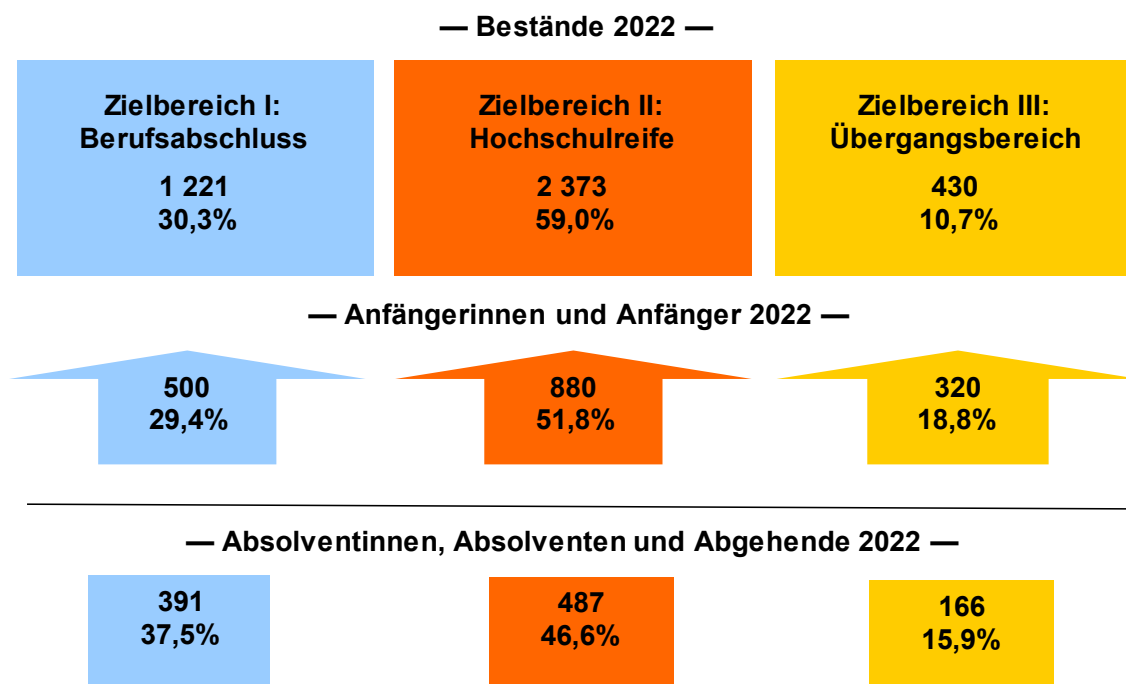 — Bestände 2022 —
Zielbereich I:
Berufsabschluss
1 221
30,3%
Zielbereich II:
Hochschulreife
2 373
59,0%
Zielbereich III:
Übergangsbereich
430
10,7%
— Anfängerinnen und Anfänger 2022 —
500
29,4%
880
51,8%
320
18,8%
— Absolventinnen, Absolventen und Abgehende 2022 —
391
37,5%
487
46,6%
166
15,9%